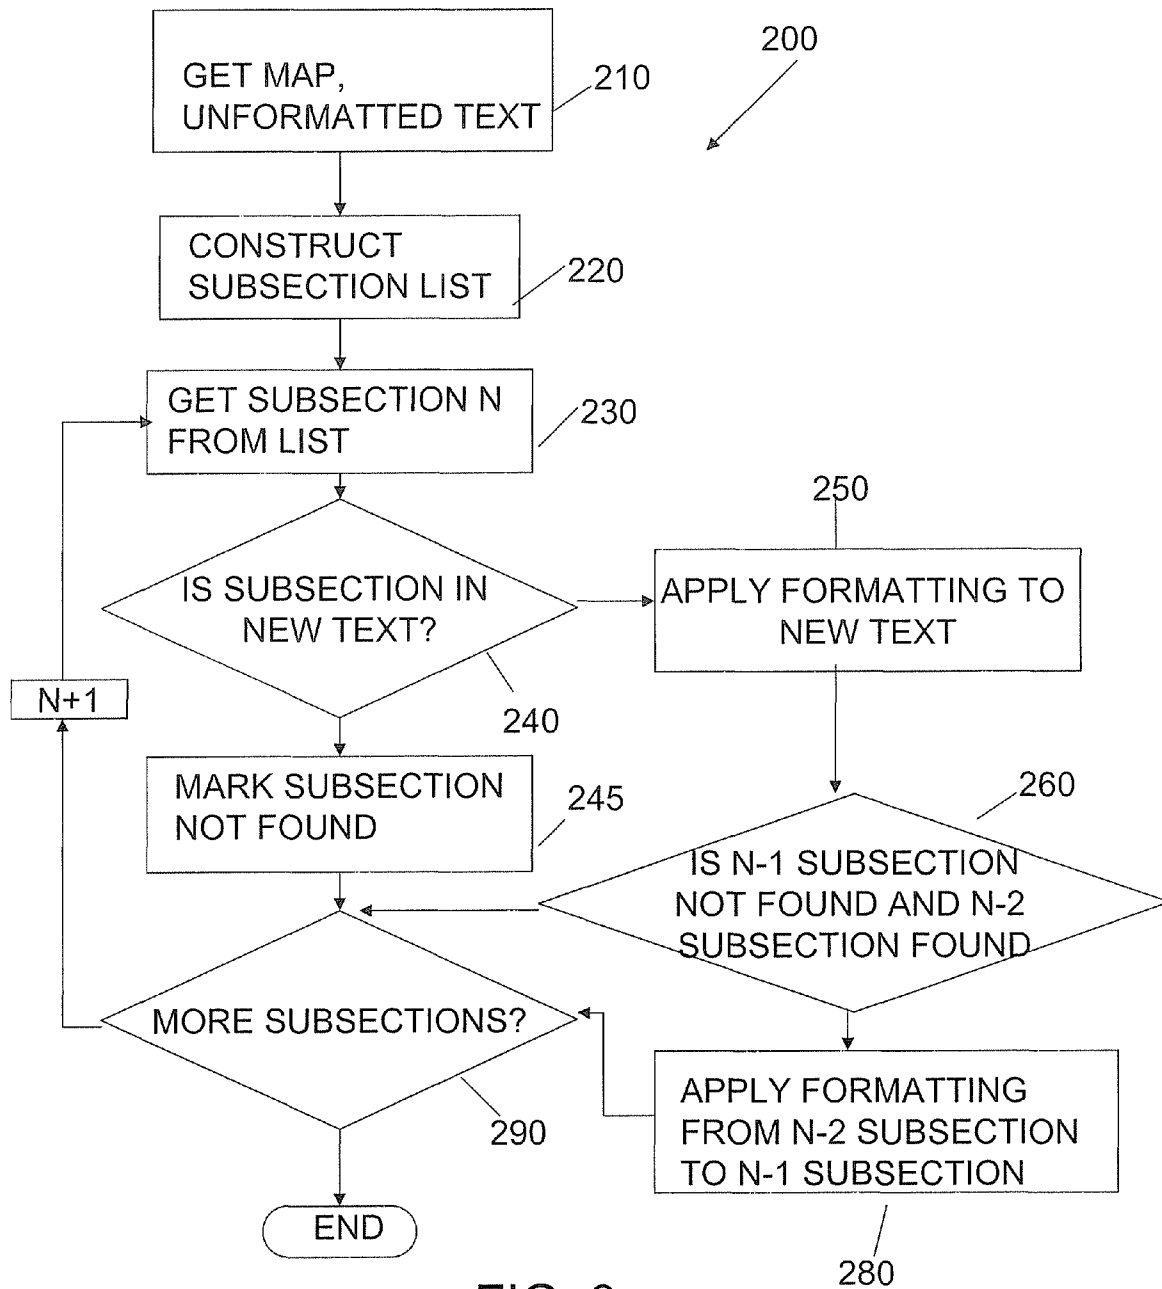 200
GET MAP,
UNFORMATTED TEXT
210
CONSTRUCT
SUBSECTION LIST
220
GET SUBSECTION N
FROM LIST
230
IS SUBSECTION IN
NEW TEXT?
240
250
APPLY FORMATTING TO
NEW TEXT
N+1
MARK SUBSECTION
NOT FOUND
245
260
IS N-1 SUBSECTION
NOT FOUND AND N-2
SUBSECTION FOUND
MORE SUBSECTIONS?
290
APPLY FORMATTING
FROM N-2 SUBSECTION
TO N-1 SUBSECTION
280
END